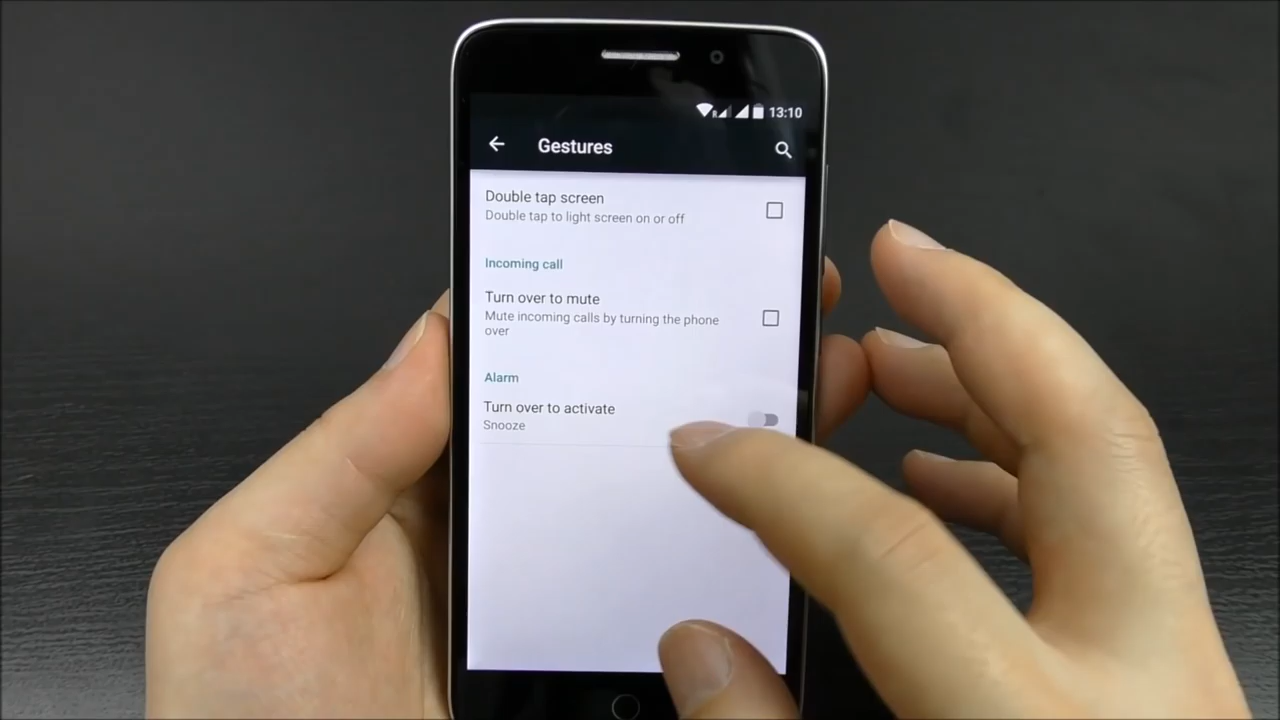 13:10
Gestures
Double tap screen
Double tap to light screen on or off
Incoming call
Turn over to mute
Mute incoming calls by turning the phone
over
Alarm
Turn over to activate
Snooze